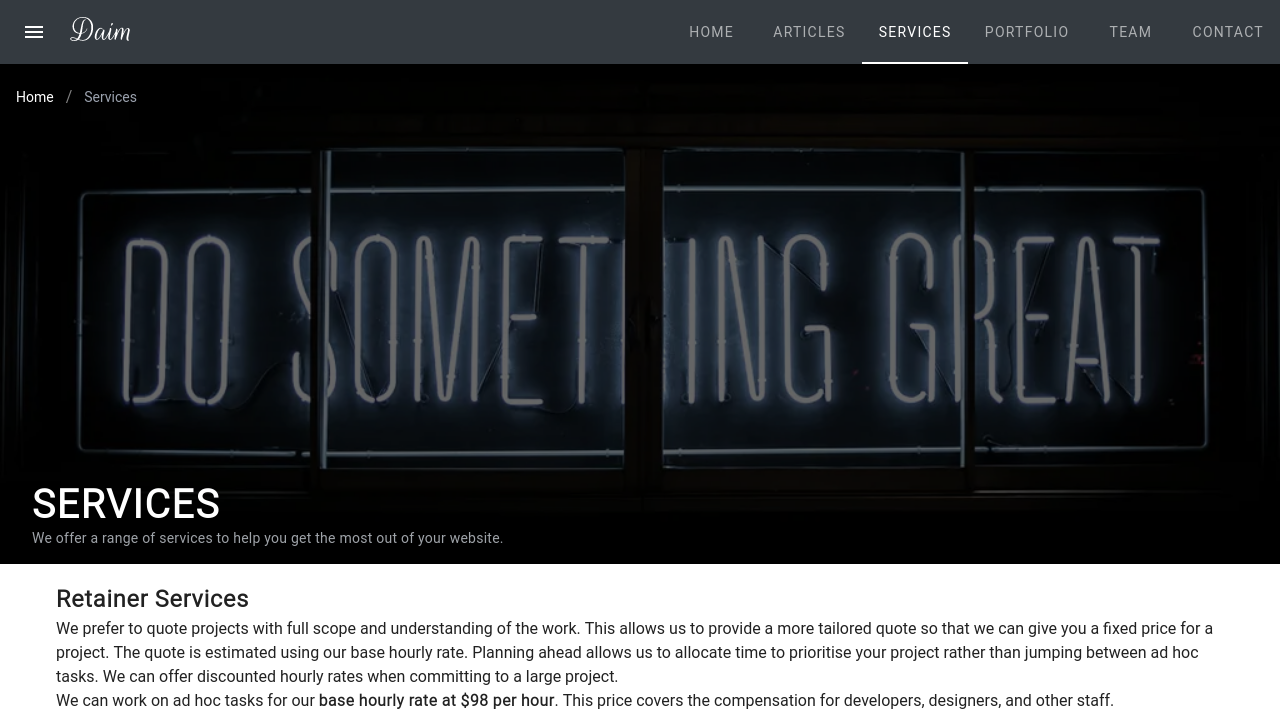 Daim
HOME ARTICLES SERVICES PORTFOLIO TEAM CONTACT
Home / Services
DO SOMETHING GREAT
SERVICES
We offer a range of services to help you get the most out of your website.
Retainer Services
We prefer to quote projects with full scope and understanding of the work. This allows us to provide a more tailored quote so that we can give you a fixed price for a
project. The quote is estimated using our base hourly rate. Planning ahead allows us to allocate time to prioritise your project rather than jumping between ad hoc
tasks. We can offer discounted hourly rates when committing to a large project.
We can work on ad hoc tasks for our base hourly rate at $98 per hour. This price covers the compensation for developers, designers, and other staff.